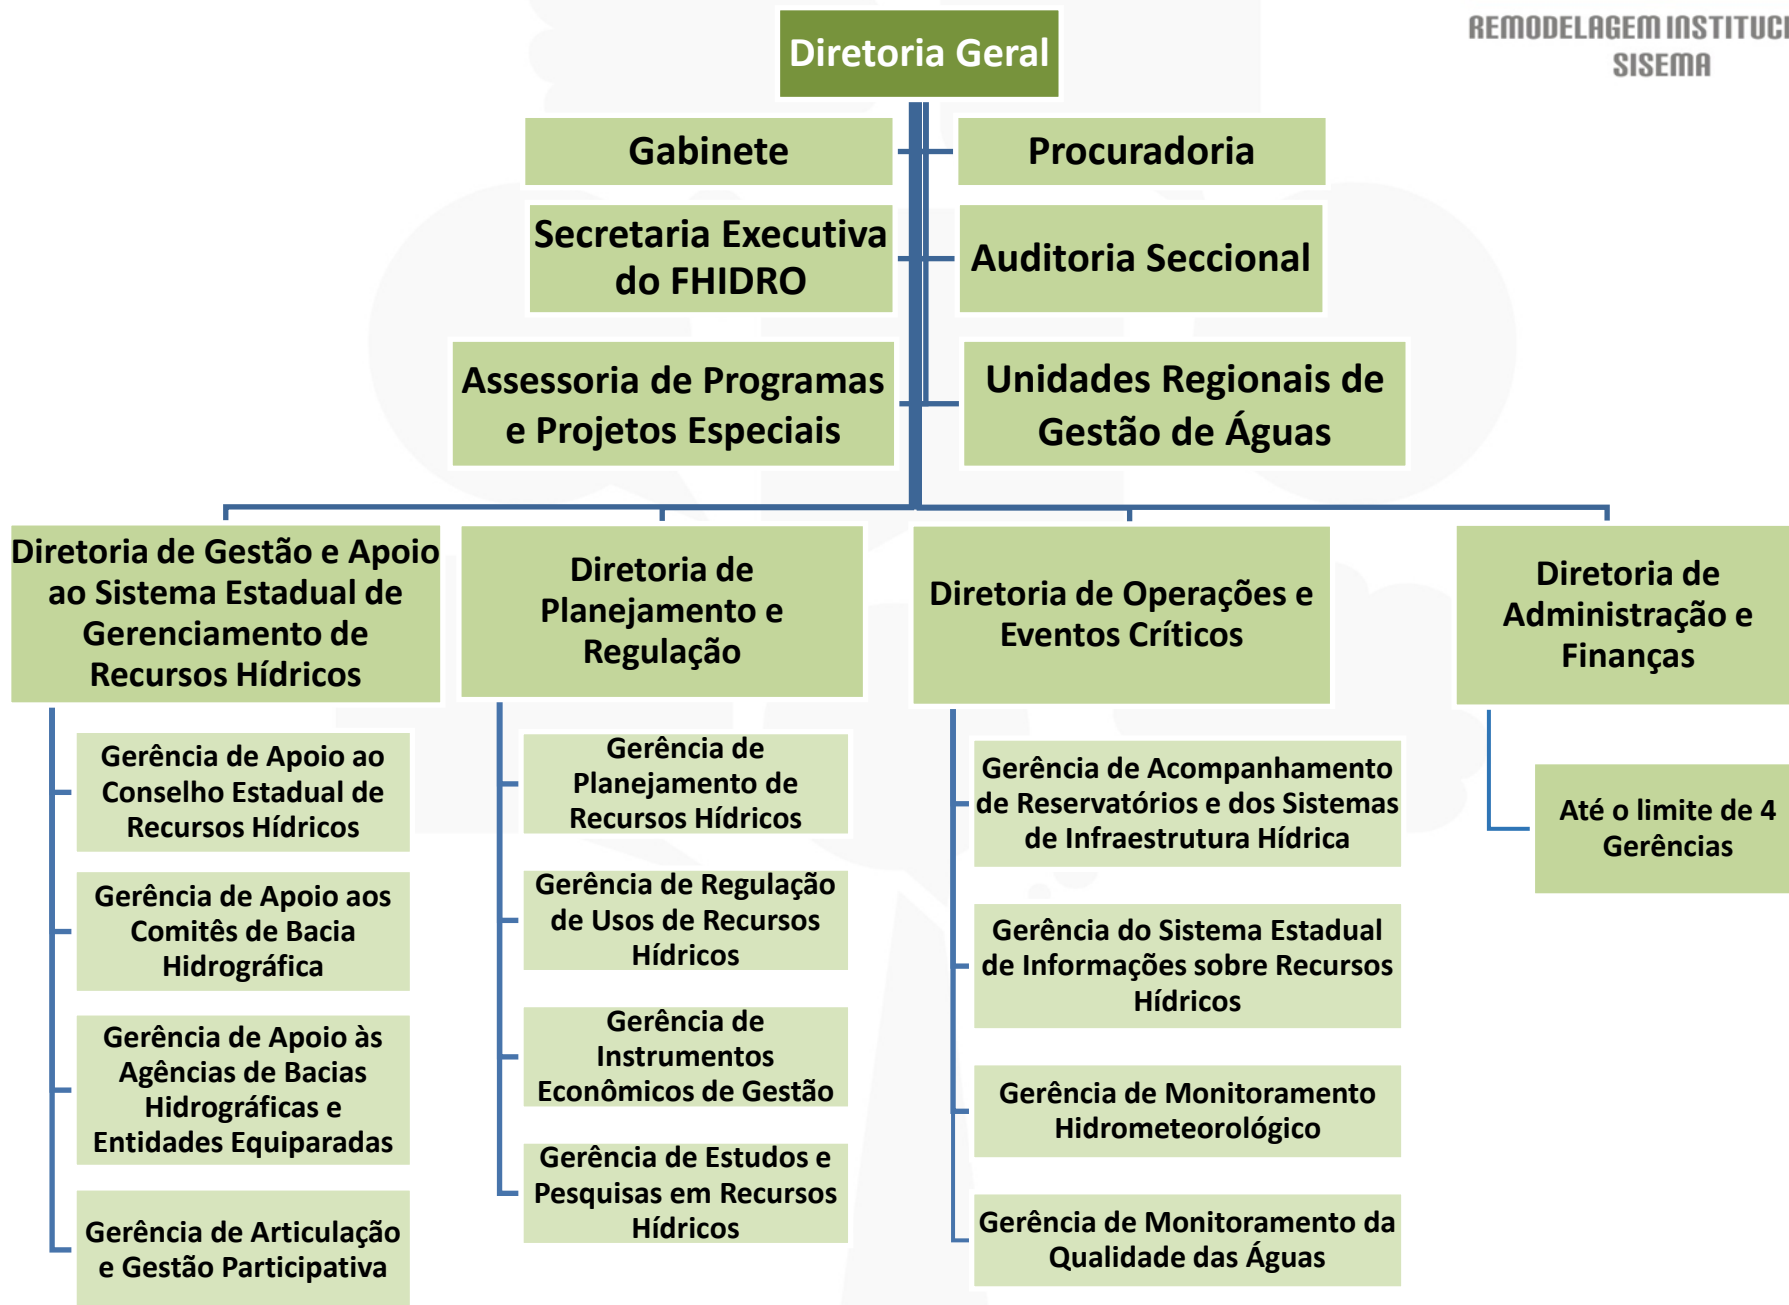 REMODELAGEM
SISEMA
Diretoria Geral
Gabinete
Procuradoria
Secretaria Executiva
do FHIDRO
Auditoria Seccional
Assessoria de Programas
e Projetos Especiais
Unidades Regionais de
Gestão de Águas
Diretoria de Gestão e Apoio
ao Sistema Estadual de
Gerenciamento de
Recursos Hídricos
Gerência de Apoio ao
Conselho Estadual de
Recursos Hídricos
Gerência de Apoio aos
Comitês de Bacia
Hidrográfica
Gerência de Apoio às
Agências de Bacias
Hidrográficas e
Entidades Equiparadas
Gerência de Articulação
e Gestão Participativa
Diretoria de
Planejamento e
Regulação
Gerência de
Planejamento de
Recursos Hídricos
Gerência de Regulação
de Usos de Recursos
Hídricos
Gerência de
Instrumentos
Econômicos de Gestão
Gerência de Estudos e
Pesquisas em Recursos
Hídricos
Diretoria de Operações e
Eventos Críticos
Gerência de Acompanhamento
de Reservatórios e dos Sistemas
de Infraestrutura Hídrica
Gerência do Sistema Estadual
de Informações sobre Recursos
Hídricos
Gerência de Monitoramento
Hidrometeorológico
Gerência de Monitoramento da
Qualidade das Águas
Diretoria de
Administração e
Finanças
Até o limite de 4
Gerências